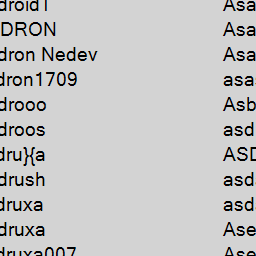 droid1 Asa
DRON Asa
dron Nedev Asa
dron1709 asa
drooo Asb
droos asd
dru}{a ASD
drush asd
druxa asd
druxa Ase
druxa007 Ase